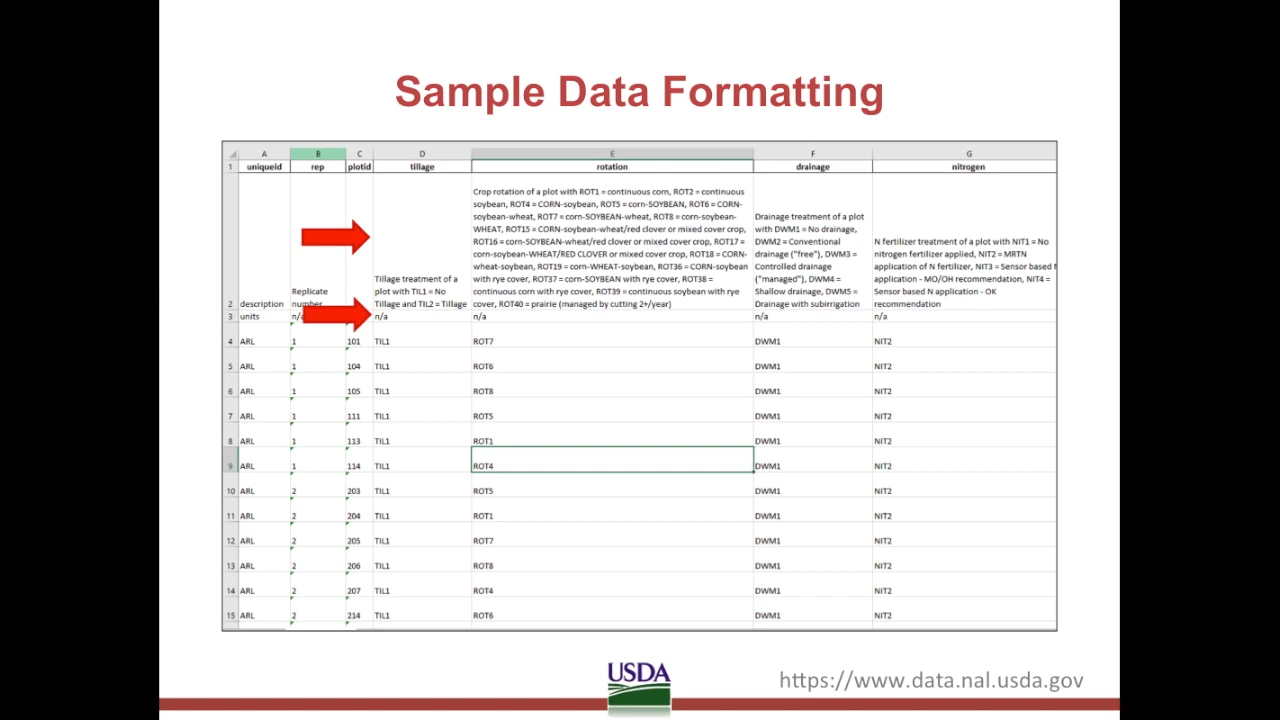 Sample Data Formatting
A B C D E F G
1 uniqueid rep plotid tillage rotation drainage nitrogen
Crop rotation of a plot with ROT1 = continuous corn, ROT2 = continuous
soybean, ROT4 = CORN-soybean, ROT5 = corn-SOYBEAN, ROT6 = CORN-
soybean-wheat, ROT7 = corn-SOYBEAN-wheat, ROT8 = corn-soybean-
WHEAT, ROT15 = CORN-soybean-wheat/red clover or mixed cover crop,
ROT16 = corn-SOYBEAN-wheat/red clover or mixed cover crop, ROT17 =
corn-soybean-WHEAT/RED CLOVER or mixed cover crop, ROT18 = CORN-
wheat-soybean, ROT19 = corn-WHEAT-soybean, ROT36 = CORN-soybean
with rye cover, ROT37 = corn-SOYBEAN with rye cover, ROT38 =
continuous corn with rye cover, ROT39 = continuous soybean with rye
cover, ROT40 = prairie (managed by cutting 2+/year)
Drainage treatment of a plot
with DWM1 = No drainage,
DWM2 = Conventional
drainage ("free"), DWM3 =
Controlled drainage
("managed"), DWM4 =
Shallow drainage, DWM5 =
Drainage with subirrigation
N fertilizer treatment of a plot with NIT1 = No
nitrogen fertilizer applied, NIT2 = MRTN
application of N fertilizer, NIT3 = Sensor based N
application - MO/OH recommendation, NIT4 =
Sensor based N application - OK
recommendation
Tillage treatment of a
plot with TIL1 = No
Tillage and TIL2 = Tillage
Replicate
number
2 description
3 units n/a n/a n/a n/a n/a
4 ARL 1 101 TIL1 ROT7 DWM1 NIT2
5 ARL 1 104 TIL1 ROT6 DWM1 NIT2
6 ARL 1 105 TIL1 ROT8 DWM1 NIT2
7 ARL 1 111 TIL1 ROT5 DWM1 NIT2
8 ARL 1 113 TIL1 ROT1 DWM1 NIT2
9 ARL 1 114 TIL1 ROT4 DWM1 NIT2
10 ARL 2 203 TIL1 ROT5 DWM1 NIT2
11 ARL 2 204 TIL1 ROT1 DWM1 NIT2
12 ARL 2 205 TIL1 ROT7 DWM1 NIT2
13 ARL 2 206 TIL1 ROT8 DWM1 NIT2
14 ARL 2 207 TIL1 ROT4 DWM1 NIT2
15 ARL 2 214 TIL1 ROT6 DWM1 NIT2
USDA
https://www.data.nal.usda.gov